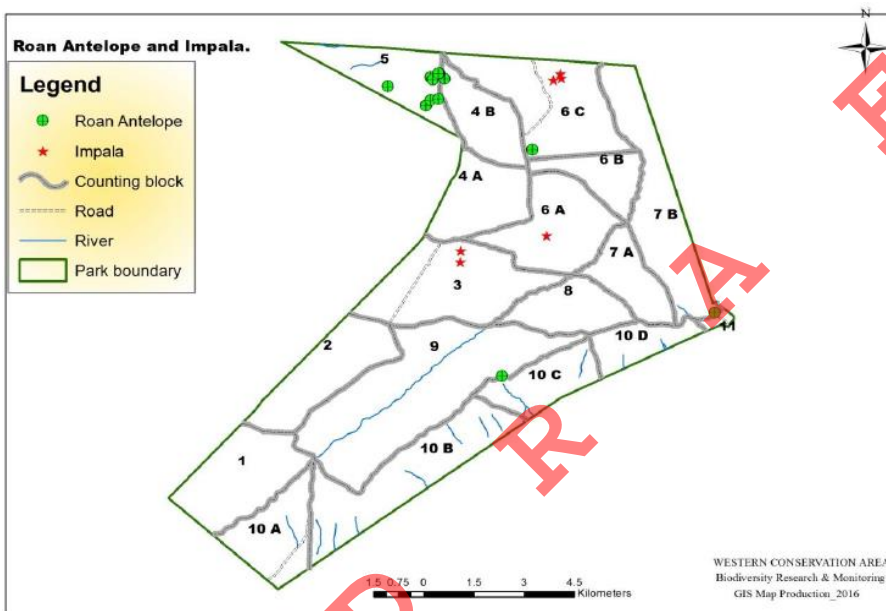 N
Roan Antelope and Impala.
Legend
Roan Antelope
Impala
Counting block
Road
River
Park boundary
5
4 B
6 C
6 B
4 A
6 A
7 B
7 A
3
8
2
9
10 D
11
10 C
1
10 B
10 A
1.5 0.75 0 1.5 3 4.5
Kilometers
WESTERN CONSERVATION AREA
Biodiversity Research & Monitoring
GIS Map Production_2016
D R A F